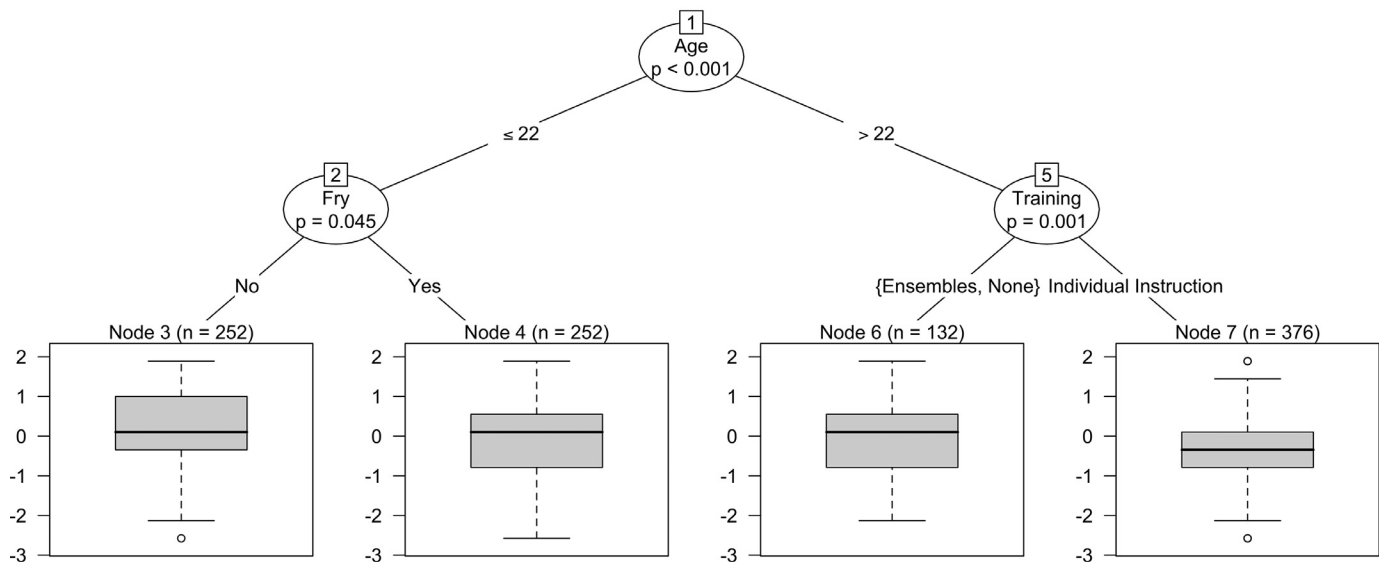 1
Age
p < 0.001
≤ 22
> 22
2
Fry
p = 0.045
5
Training
p = 0.001
No
Yes
{Ensembles, None}
Individual Instruction
Node 3 (n = 252)
2
1
0
-1
-2
-3
Node 4 (n = 252)
2
1
0
-1
-2
-3
Node 6 (n = 132)
2
1
0
-1
-2
-3
Node 7 (n = 376)
2
1
0
-1
-2
-3